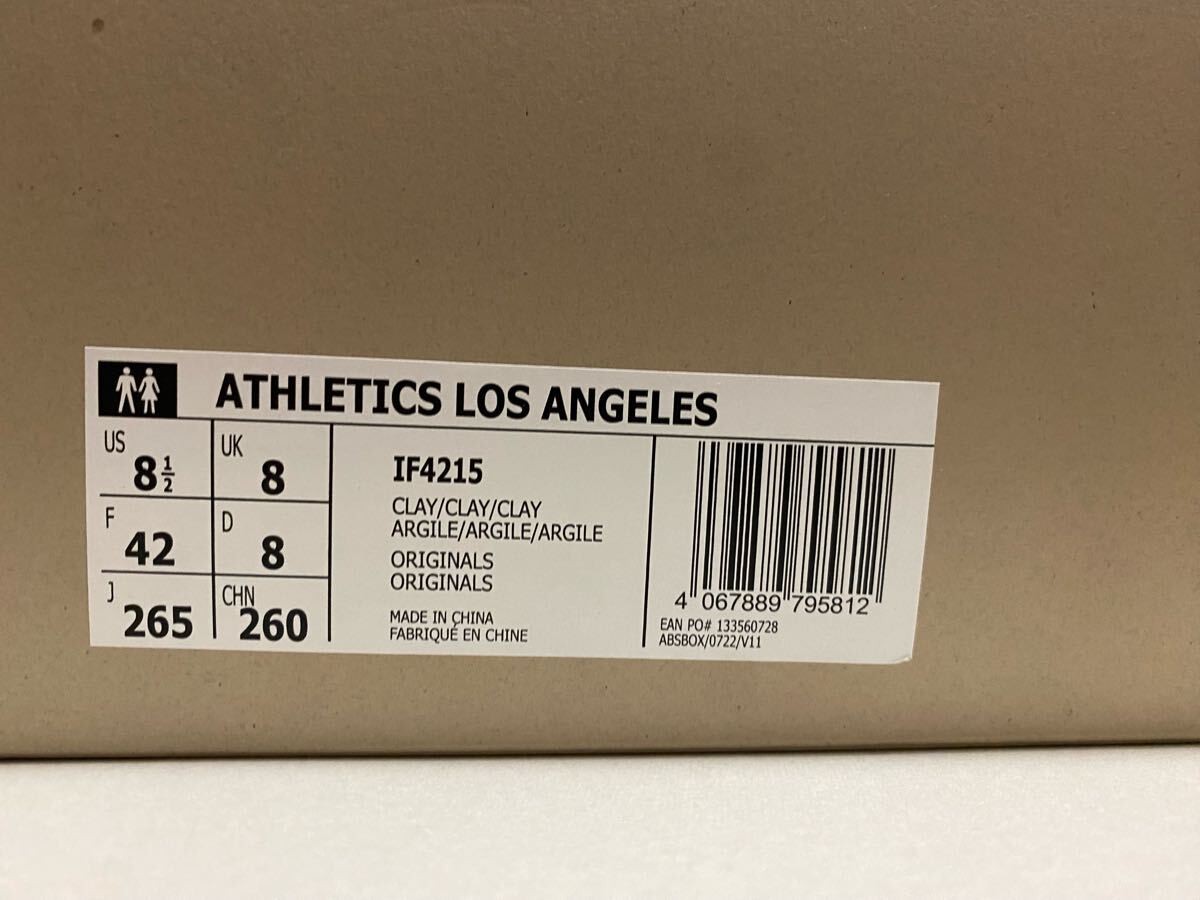 ATHLETICS LOS ANGELES
US 8½ UK 8
F 42 D 8
J 265 CHN 260
IF4215
CLAY/CLAY/CLAY
ARGILE/ARGILE/ARGILE
ORIGINALS
ORIGINALS
MADE IN CHINA
FABRIQUÉ EN CHINE
4 067889 795812
EAN PO# 133560728
ABSBOX/0722/V11